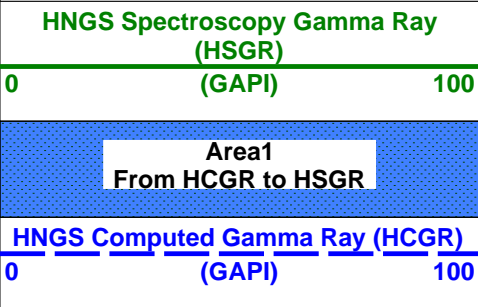 HNGS Spectroscopy Gamma Ray
(HSGR)
0 (GAPI) 100
Area1
From HCGR to HSGR
HNGS Computed Gamma Ray (HCGR)
0 (GAPI) 100